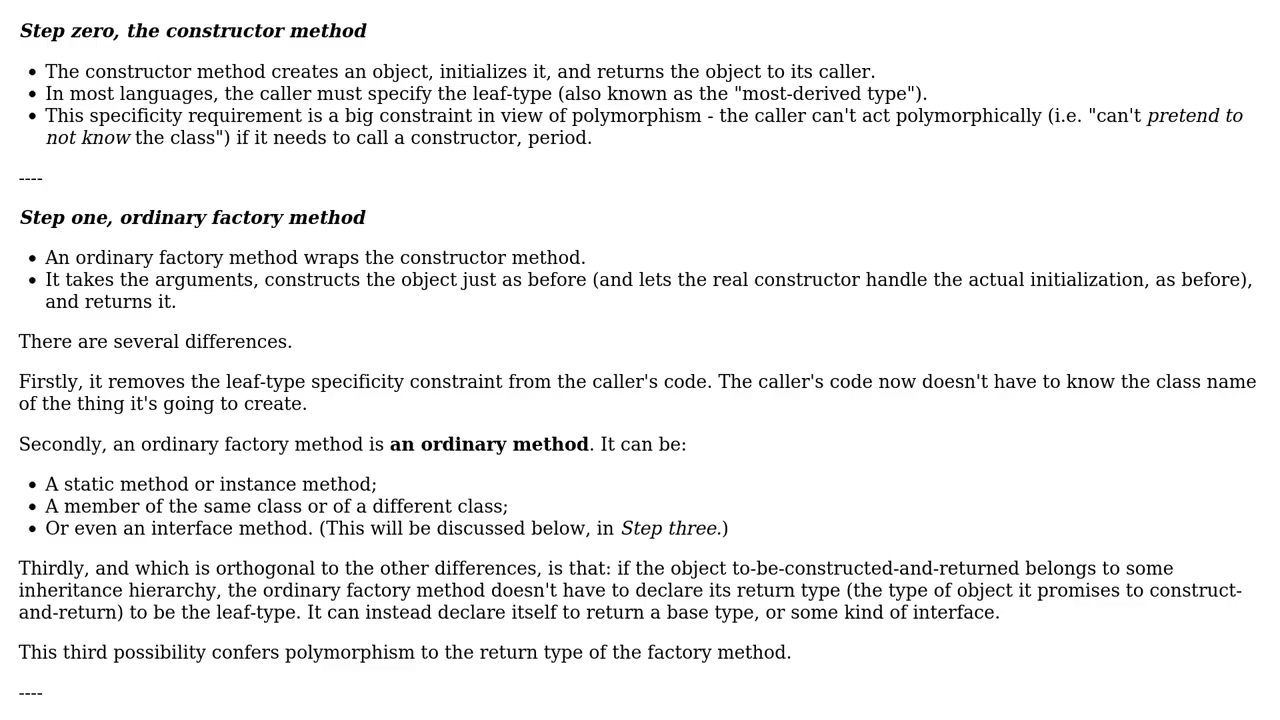 Step zero, the constructor method
• The constructor method creates an object, initializes it, and returns the object to its caller.
• In most languages, the caller must specify the leaf-type (also known as the "most-derived type").
• This specificity requirement is a big constraint in view of polymorphism - the caller can't act polymorphically (i.e. "can't pretend to
not know the class") if it needs to call a constructor, period.
----
Step one, ordinary factory method
• An ordinary factory method wraps the constructor method.
• It takes the arguments, constructs the object just as before (and lets the real constructor handle the actual initialization, as before),
and returns it.
There are several differences.
Firstly, it removes the leaf-type specificity constraint from the caller's code. The caller's code now doesn't have to know the class name
of the thing it's going to create.
Secondly, an ordinary factory method is an ordinary method. It can be:
• A static method or instance method;
• A member of the same class or of a different class;
• Or even an interface method. (This will be discussed below, in Step three.)
Thirdly, and which is orthogonal to the other differences, is that: if the object to-be-constructed-and-returned belongs to some
inheritance hierarchy, the ordinary factory method doesn't have to declare its return type (the type of object it promises to construct-
and-return) to be the leaf-type. It can instead declare itself to return a base type, or some kind of interface.
This third possibility confers polymorphism to the return type of the factory method.
----